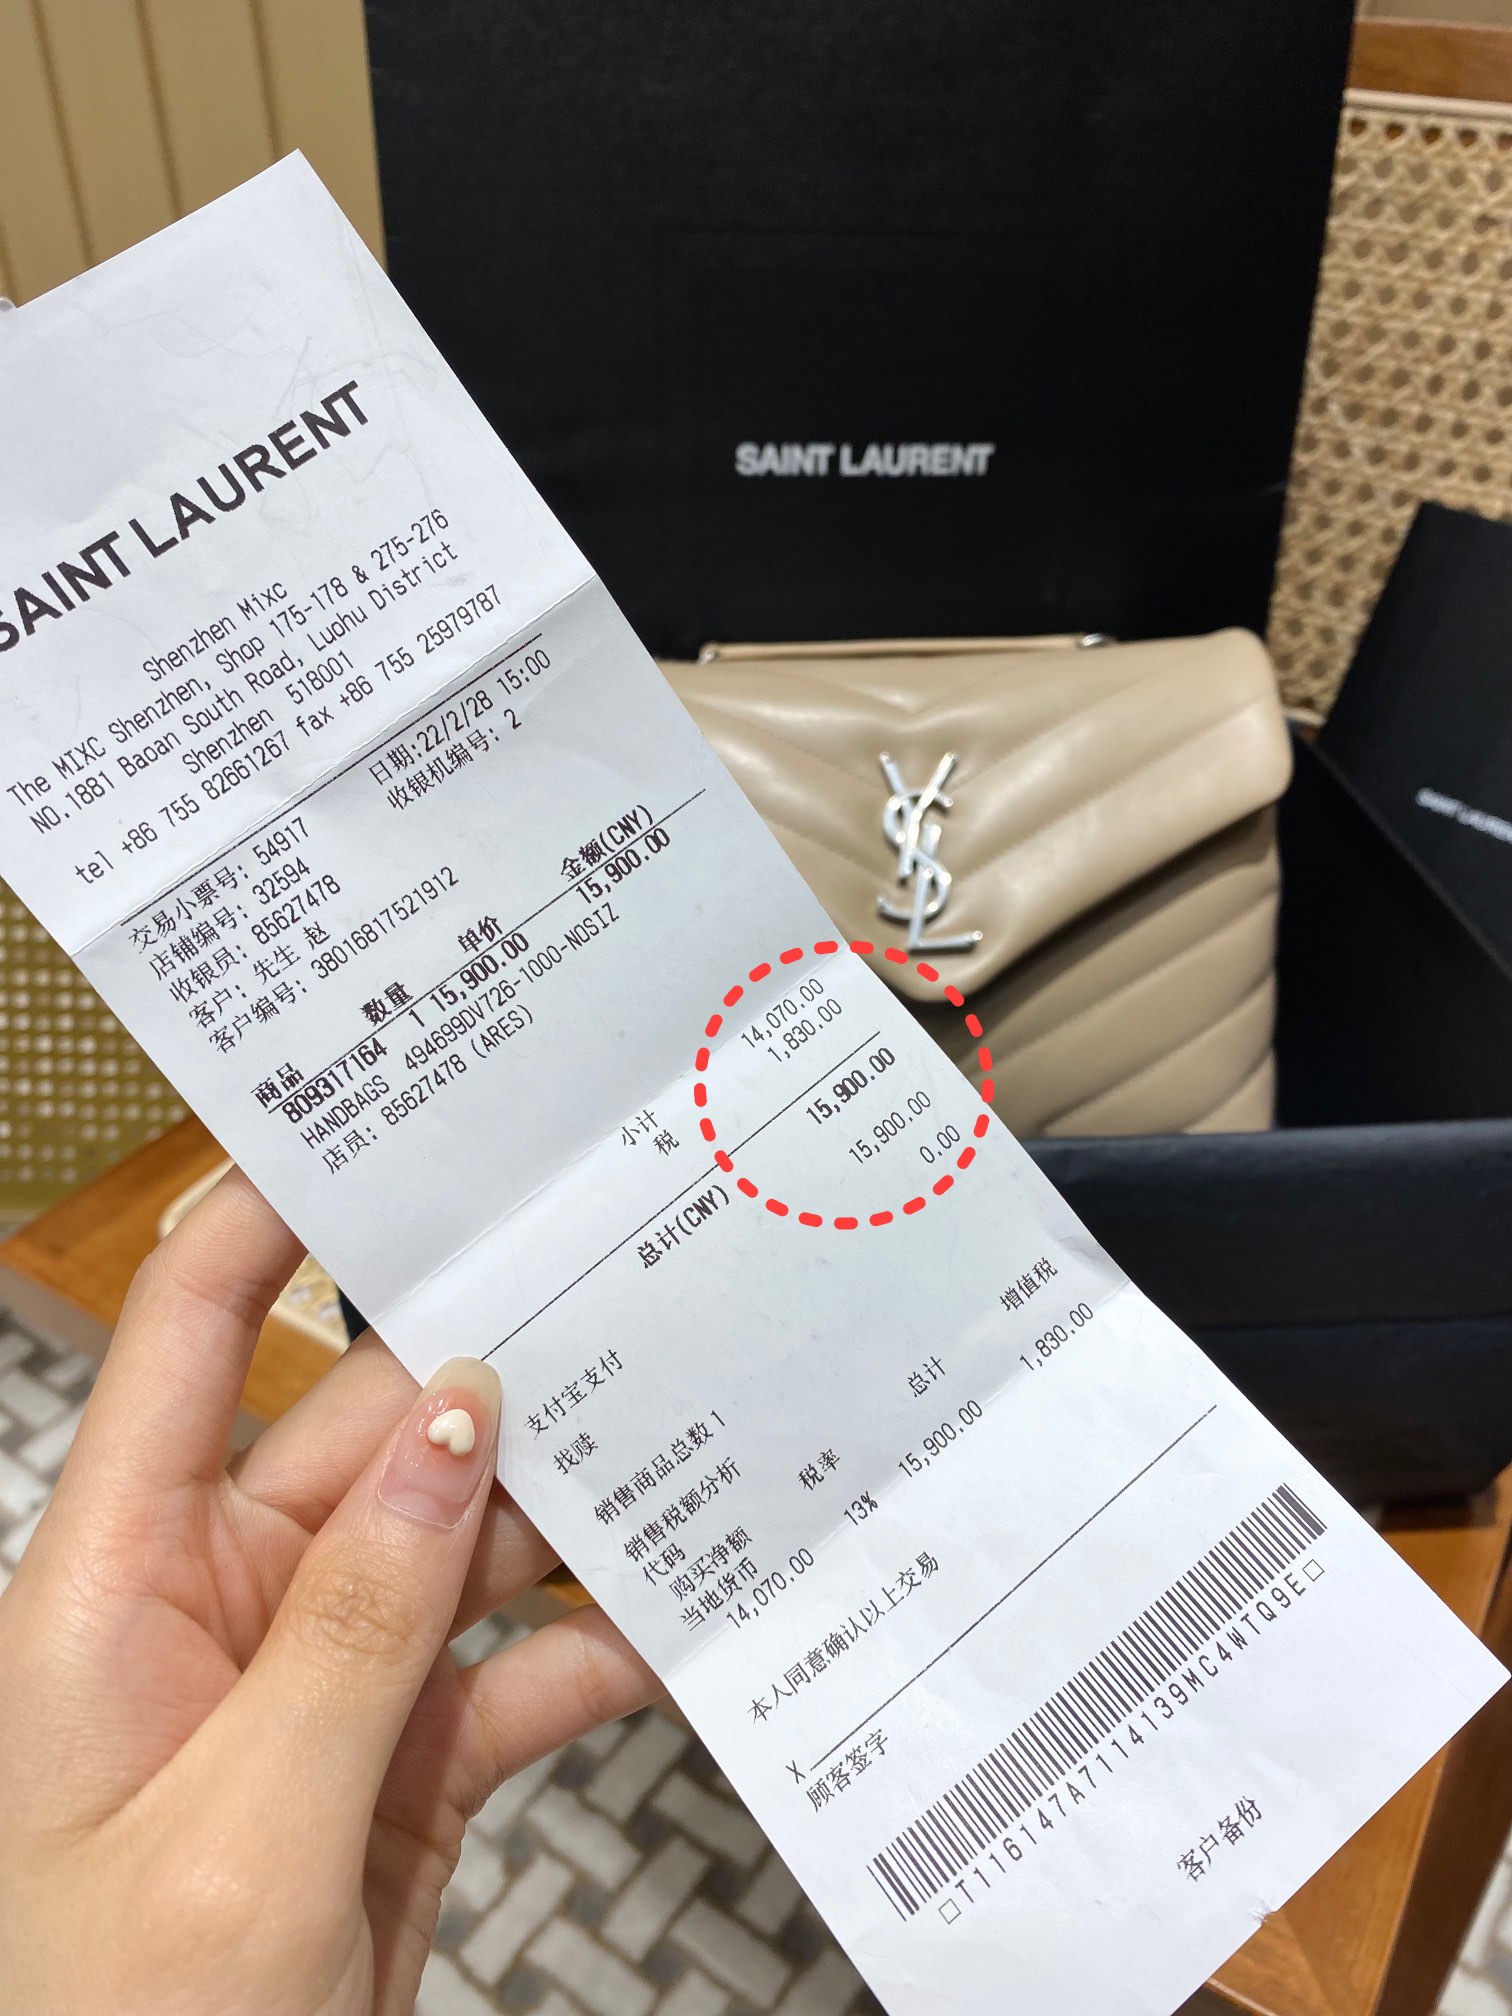 SAINT LAURENT
Shenzhen Mixc
The MIXC Shenzhen, Shop 175-178 & 275-276
NO.1881 Baoan South Road, Luohu District
Shenzhen 518001
tel +86 755 82661267 fax +86 755 25979787
日期:22/2/28 15:00
收银机编号: 2
交易小票号: 54917
店铺编号: 32594
收银员: 85627478
客户: 先生 赵
客户编号: 3801681752191２
商品 数量 单价 金额(CNY)
809317164 1 15,900.00 15,900.00
HANDBAGS 494699DV726-1000-NOSIZ
店员: 85627478 (ARES)
小计 14,070.00
税 1,830.00
总计(CNY) 15,900.00
支付宝支付 15,900.00
找赎 0.00
销售商品总数 1
销售税额分析
代码 税率 总计 增值税
购买净额
当地货币
14,070.00 13% 15,900.00 1,830.00
本人同意确认以上交易
X
顾客签字
T116147A7114139MC4WTQ9E
客户备份
SAINT LAURENT
YSL
SAINT LAUREN